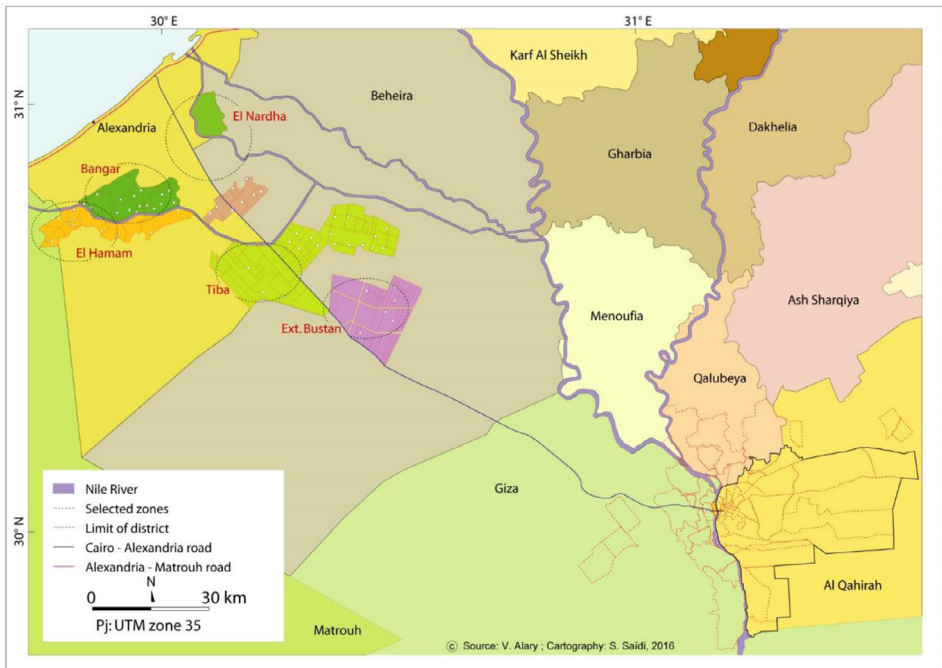 30° E
31° E
31° N
30° N
Karf Al Sheikh
Beheira
El Nardha
Alexandria
Dakhelia
Gharbia
Bangar
El Hamam
Tiba
Ext. Bustan
Menoufia
Ash Sharqiya
Qalubeya
Giza
Al Qahirah
Matrouh
Nile River
Selected zones
Limit of district
Cairo - Alexandria road
Alexandria - Matrouh road
N
0 30 km
Pj: UTM zone 35
© Source: V. Alary ; Cartography: S. Saïdi, 2016